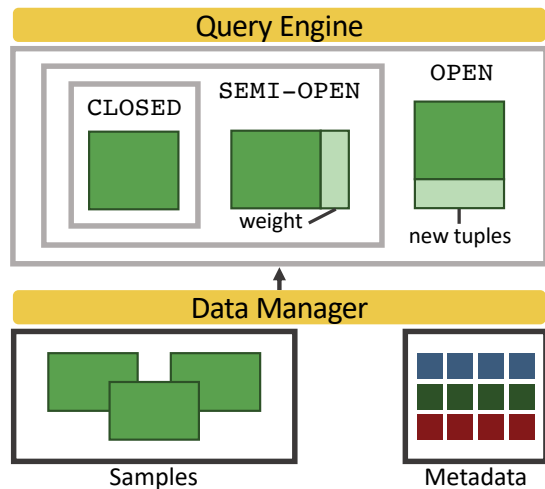 Query Engine
OPEN
SEMI-OPEN
CLOSED
weight
new tuples
Data Manager
Samples
Metadata